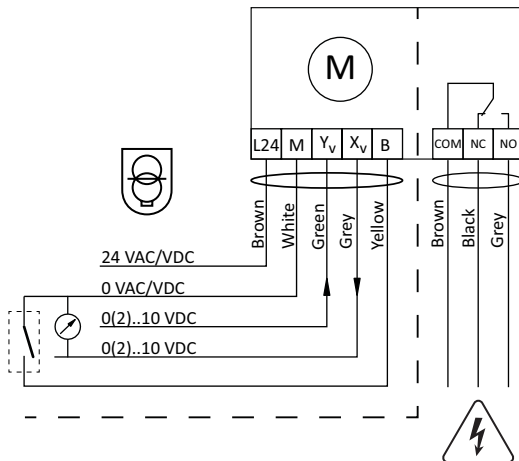 M
L24 M Yv Xv B
COM NC NO
Brown
White
Green
Grey
Yellow
Brown
Black
Grey
24 VAC/VDC
0 VAC/VDC
0(2)..10 VDC
0(2)..10 VDC